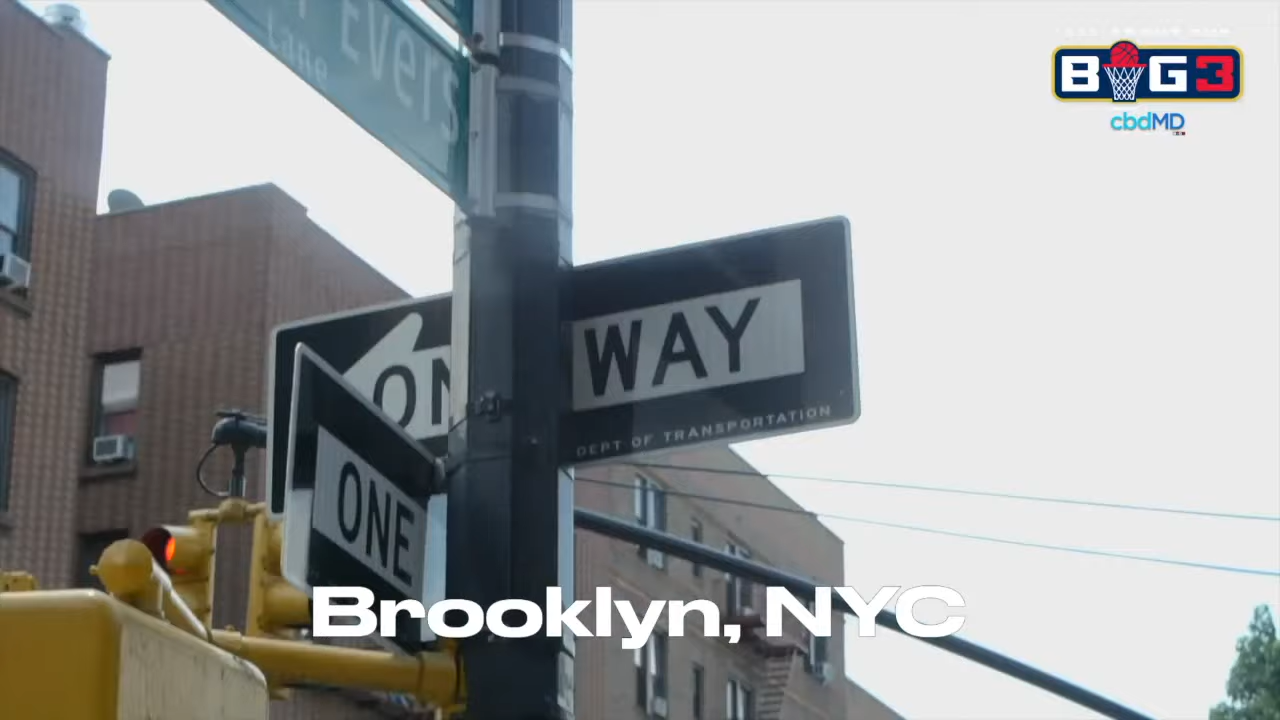 Evers
Lane
BIG3
cbdMD
WAY
ON
DEPT OF TRANSPORTATION
ONE
Brooklyn, NYC